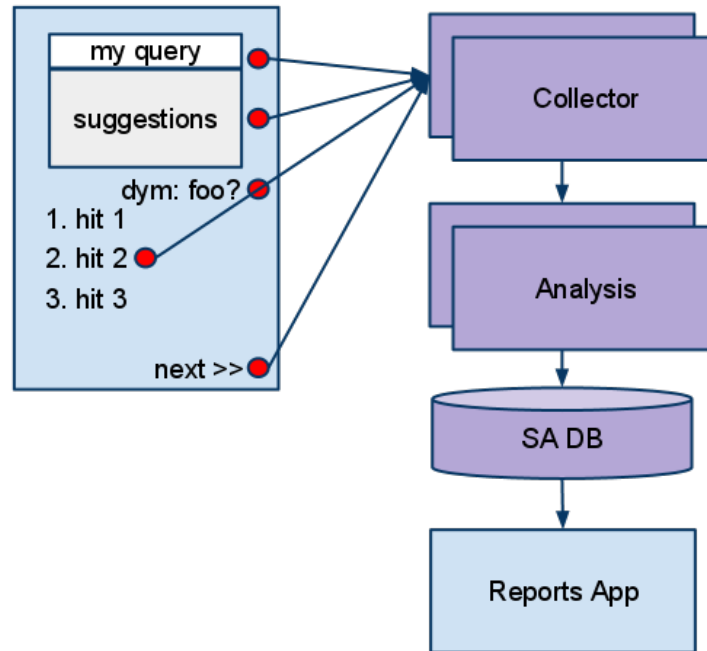 my query
suggestions
dym: foo?
1. hit 1
2. hit 2
3. hit 3
next >>
Collector
Analysis
SA DB
Reports App